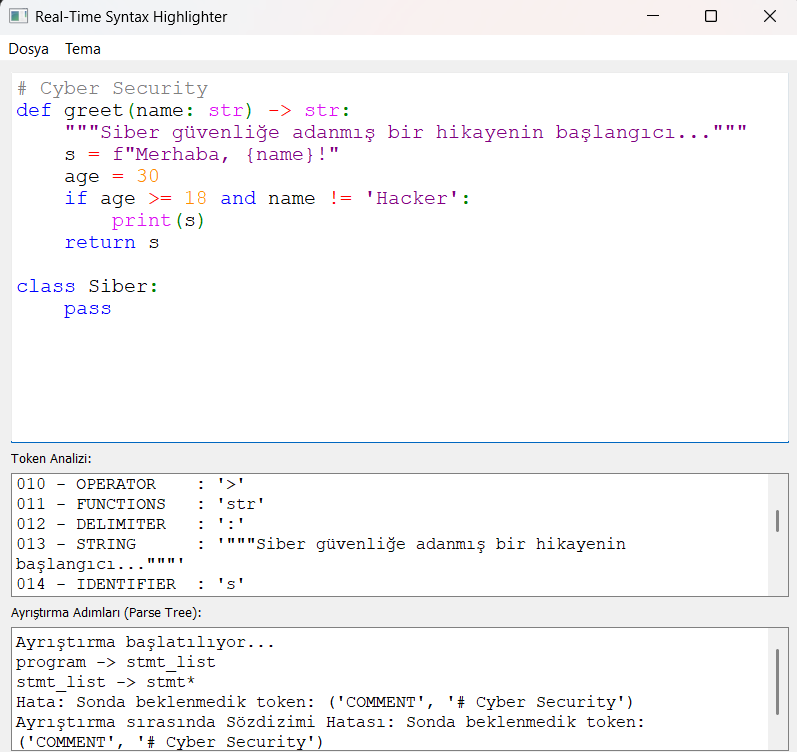 Real-Time Syntax Highlighter
Dosya Tema
# Cyber Security
def greet(name: str) -> str:
    """Siber güvenliğe adanmış bir hikayenin başlangıcı..."""
    s = f"Merhaba, {name}!"
    age = 30
    if age >= 18 and name != 'Hacker':
        print(s)
    return s

class Siber:
    pass
Token Analizi:
010 - OPERATOR    : '>'
011 - FUNCTIONS   : 'str'
012 - DELIMITER   : ':'
013 - STRING      : '"""Siber güvenliğe adanmış bir hikayenin
başlangıcı..."""'
014 - IDENTIFIER  : 's'
Ayrıştırma Adımları (Parse Tree):
Ayrıştırma başlatılıyor...
program -> stmt_list
stmt_list -> stmt*
Hata: Sonda beklenmedik token: ('COMMENT', '# Cyber Security')
Ayrıştırma sırasında Sözdizimi Hatası: Sonda beklenmedik token:
('COMMENT', '# Cyber Security')